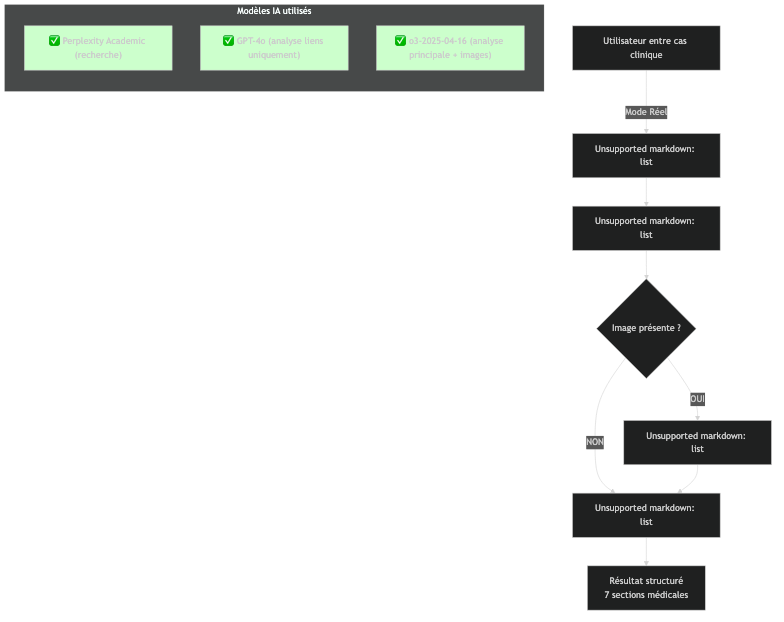 Modèles IA utilisés
✅ Perplexity Academic
(recherche)
✅ GPT-4o (analyse liens
uniquement)
✅ o3-2025-04-16 (analyse
principale + images)
Utilisateur entre cas
clinique
Mode Réel
Unsupported markdown:
list
Unsupported markdown:
list
Image présente ?
OUI
NON
Unsupported markdown:
list
Unsupported markdown:
list
Résultat structuré
7 sections médicales